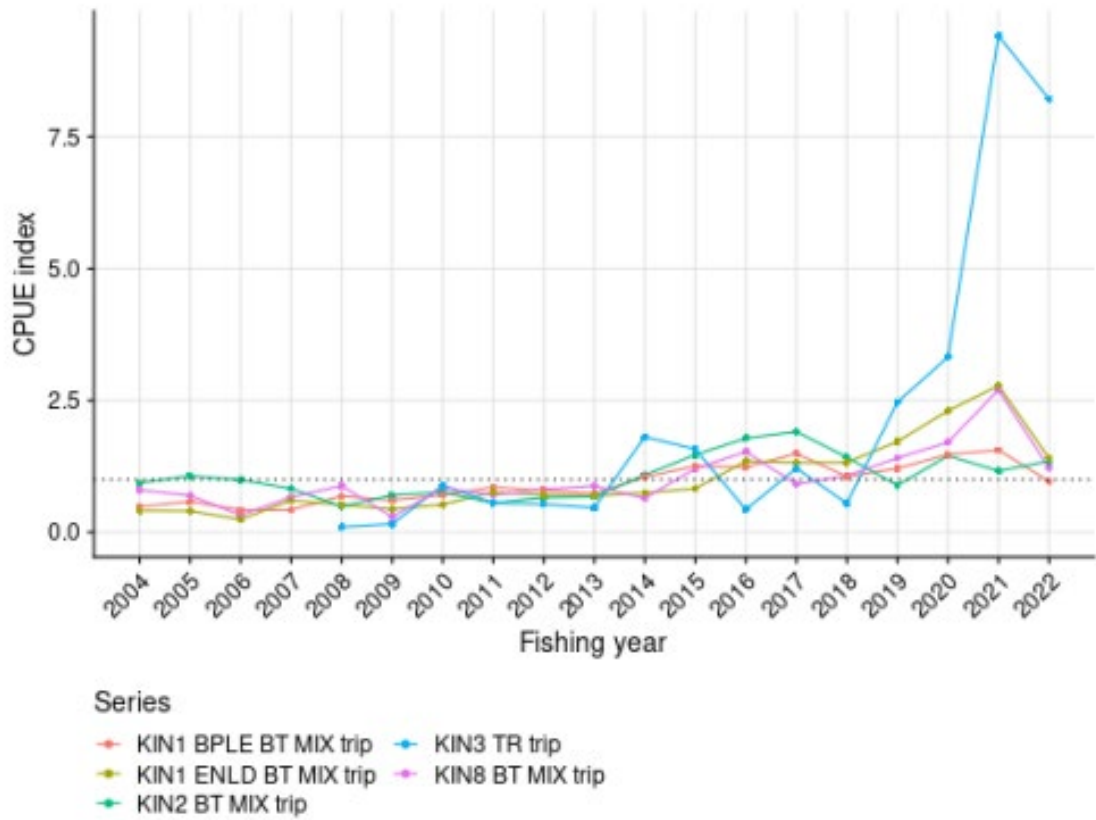 7.5
5.0
2.5
0.0
CPUE index
2004 2005 2006 2007 2008 2009 2010 2011 2012 2013 2014 2015 2016 2017 2018 2019 2020 2021 2022
Fishing year
Series
KIN1 BPLE BT MIX trip
KIN1 ENLD BT MIX trip
KIN2 BT MIX trip
KIN3 TR trip
KIN8 BT MIX trip